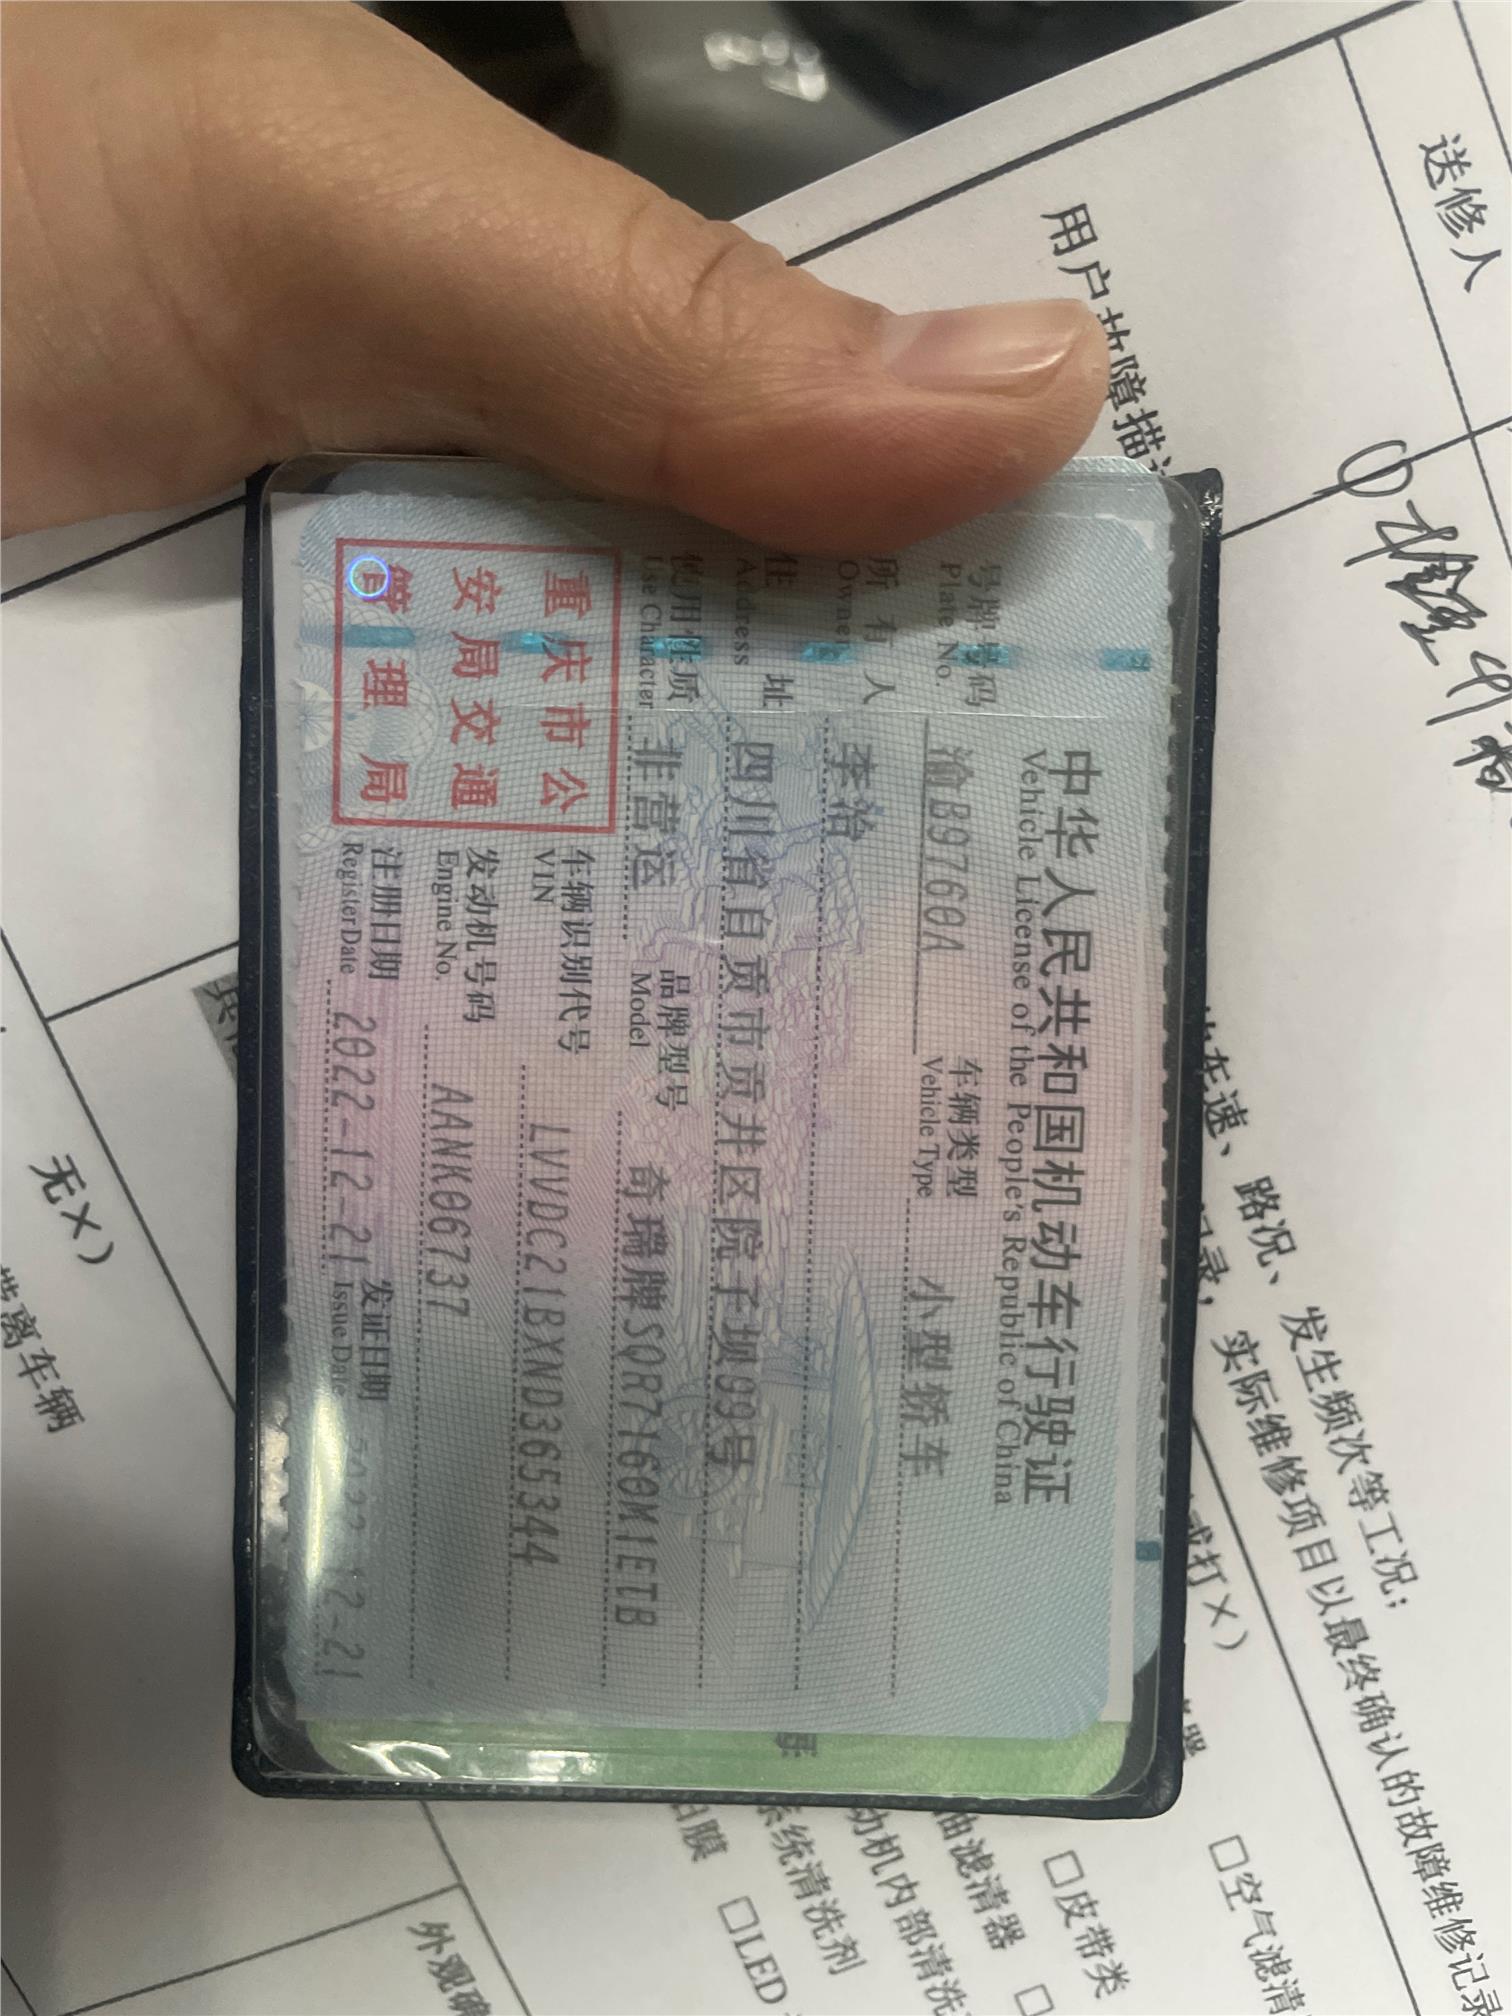 中华人民共和国机动车行驶证
Vehicle License of the People's Republic of China
号牌号码 渝B9760A 车辆类型 小型轿车
Plate No. Vehicle Type
所有人 李治
Owner
住址 四川省自贡市贡井区院子坝99号
Address
使用性质 非营运 品牌型号 奇瑞牌SQR7160M1ETB
Use Character Model
重庆市公
安局交通
管理局
车辆识别代号 LVVDC21BXND365344
VIN
发动机号码 AANK06737
Engine No.
注册日期 2022-12-21 发证日期
Register Date Issue Date
送修人
用户故障描
车速、路况、发生频次等工况;
实际维修项目以最终确认的故障维修记录
或打×)
无×)
带离车辆
外观确
□空气滤清
□皮带类
油滤清器
动机内部清洗
系统清洗剂
□LED